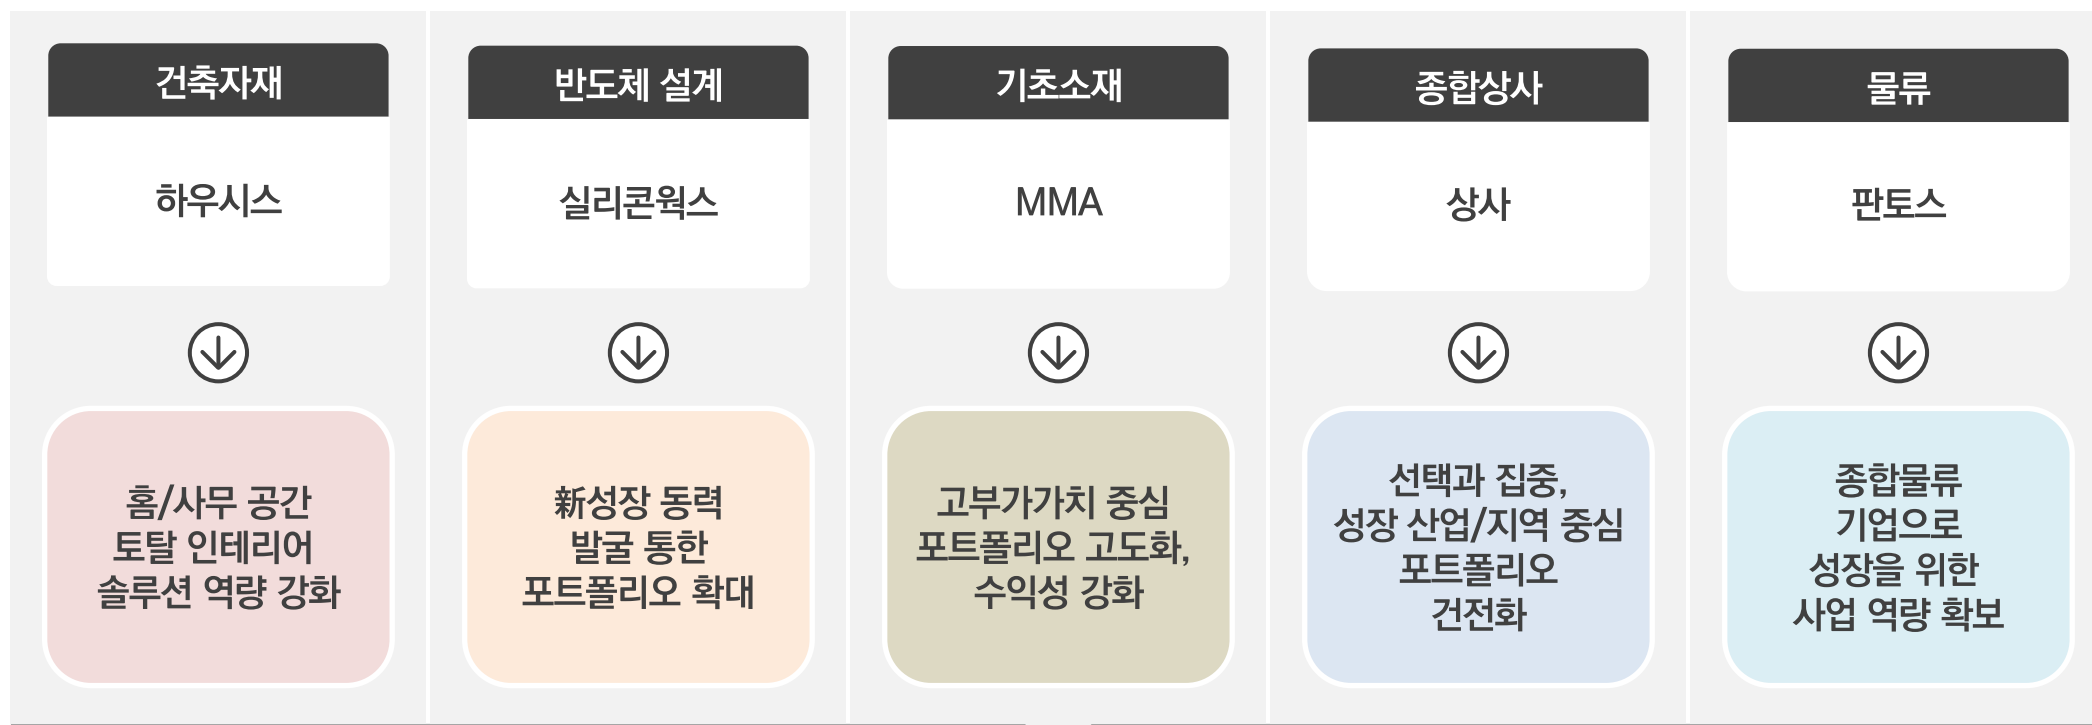 건축자재
하우시스
홈/사무 공간
토탈 인테리어
솔루션 역량 강화
반도체 설계
실리콘웍스
新성장 동력
발굴 통한
포트폴리오 확대
기초소재
MMA
고부가가치 중심
포트폴리오 고도화,
수익성 강화
종합상사
상사
선택과 집중,
성장 산업/지역 중심
포트폴리오
건전화
물류
판토스
종합물류
기업으로
성장을 위한
사업 역량 확보